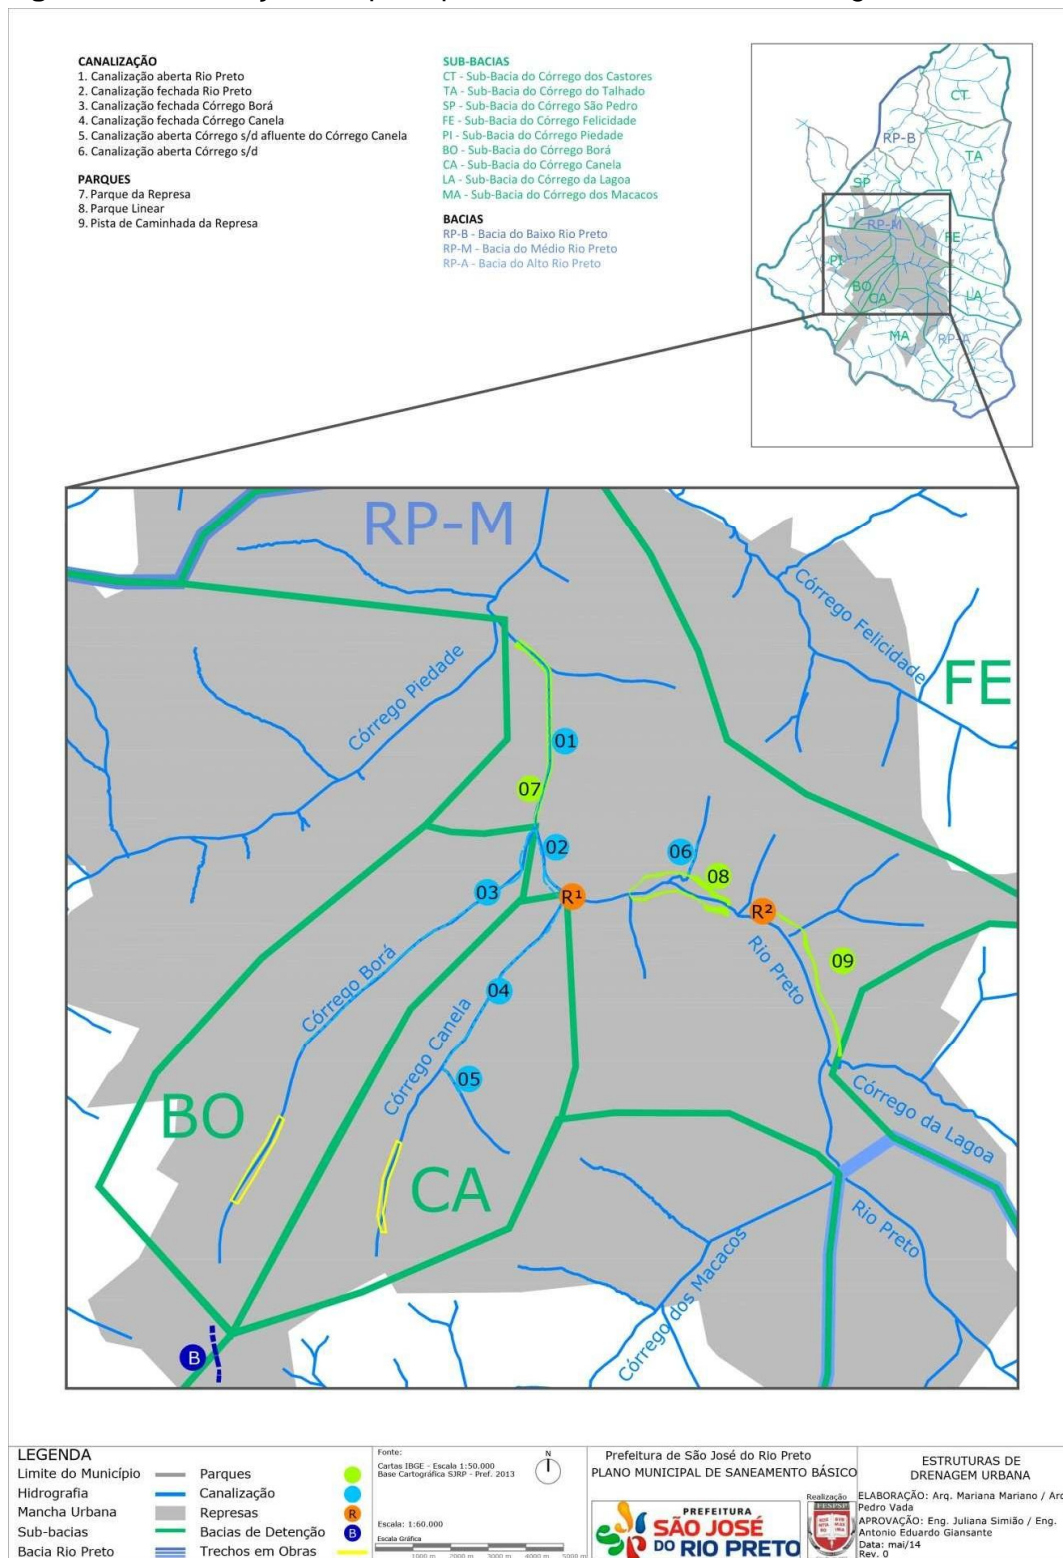 CANALIZAÇÃO
1. Canalização aberta Rio Preto
2. Canalização fechada Rio Preto
3. Canalização fechada Córrego Borá
4. Canalização fechada Córrego Canela
5. Canalização aberta Córrego s/d afluente do Córrego Canela
6. Canalização aberta Córrego s/d
PARQUES
7. Parque da Represa
8. Parque Linear
9. Pista de Caminhada da Represa
SUB-BACIAS
CT - Sub-Bacia do Córrego dos Castores
TA - Sub-Bacia do Córrego do Talhado
SP - Sub-Bacia do Córrego São Pedro
FE - Sub-Bacia do Córrego Felicidade
PI - Sub-Bacia do Córrego Piedade
BO - Sub-Bacia do Córrego Borá
CA - Sub-Bacia do Córrego Canela
LA - Sub-Bacia do Córrego da Lagoa
MA - Sub-Bacia do Córrego dos Macacos
BACIAS
RP-B - Bacia do Baixo Rio Preto
RP-M - Bacia do Médio Rio Preto
RP-A - Bacia do Alto Rio Preto
CT
RP-B
TA
SP
RP-M
FE
PI
BO
CA
LA
MA
RP-A
RP-M
Córrego Felicidade
FE
Córrego Piedade
01
07
02
06
08
03
R¹
R²
09
Rio Preto
Córrego Borá
04
Córrego Canela
05
Córrego da Lagoa
BO
CA
Rio Preto
Córrego dos Macacos
B
LEGENDA
Limite do Município
Hidrografia
Mancha Urbana
Sub-bacias
Bacia Rio Preto
Parques
Canalização
Represas
R
Bacias de Detenção
B
Trechos em Obras
Fonte:
Cartas IBGE - Escala 1:50.000
Base Cartográfica SJRP - Pref. 2013
N
Escala: 1:60.000
Escala Gráfica
1000 m 2000 m 3000 m 4000 m 5000 m
Prefeitura de São José do Rio Preto
PLANO MUNICIPAL DE SANEAMENTO BÁSICO
PREFEITURA
SÃO JOSÉ
DO RIO PRETO
Realização
FESPSP
ESTRUTURAS DE
DRENAGEM URBANA
ELABORAÇÃO: Arq. Mariana Mariano / Arq
Pedro Vada
APROVAÇÃO: Eng. Juliana Simião / Eng.
Antonio Eduardo Giansante
Data: mai/14
Rev. 0